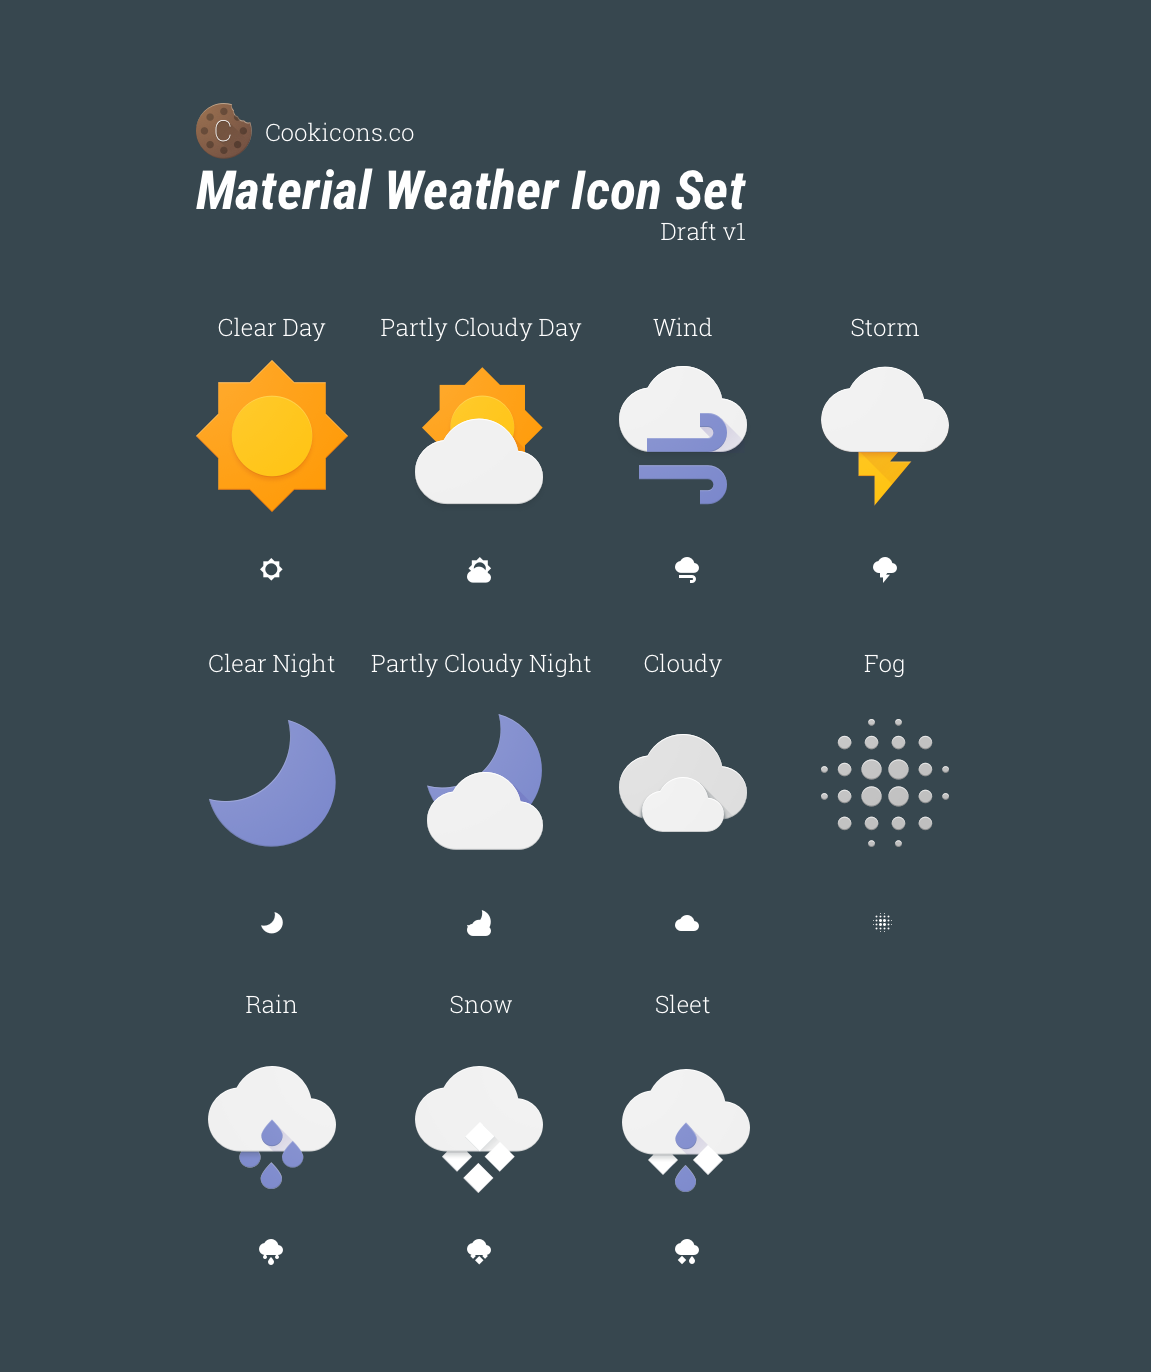 C
Cookicons.co
Material Weather Icon Set
Draft v1
Clear Day
Partly Cloudy Day
Wind
Storm
Clear Night
Partly Cloudy Night
Cloudy
Fog
Rain
Snow
Sleet